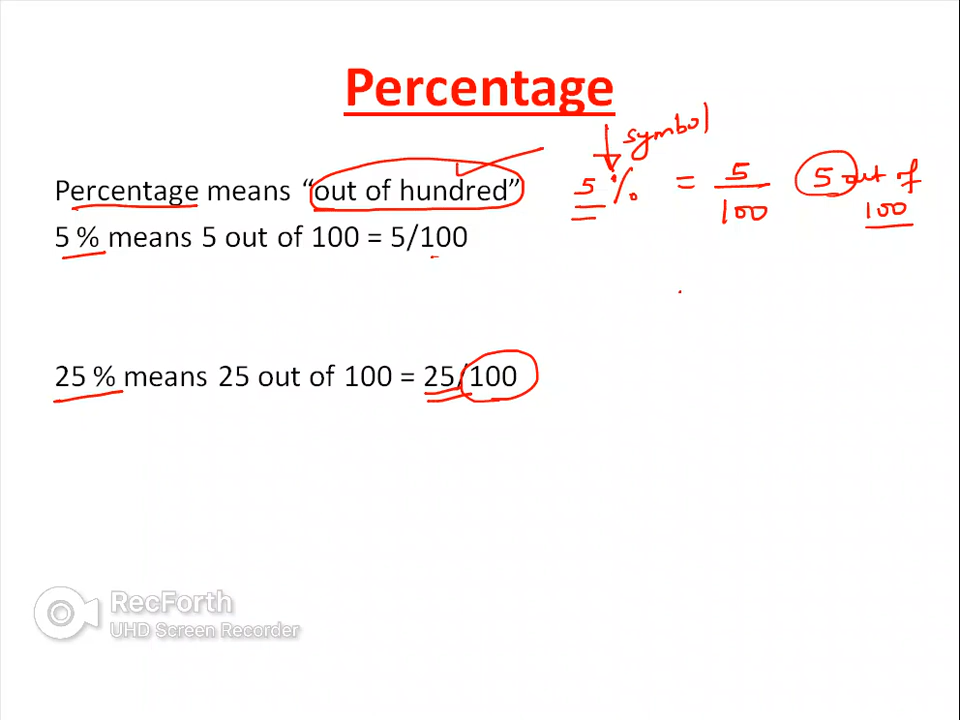 Percentage
symbol
Percentage means “out of hundred”
5 % = 5/100 5 out of
100
5 % means 5 out of 100 = 5/100
25 % means 25 out of 100 = 25/100
RecForth
UHD Screen Recorder